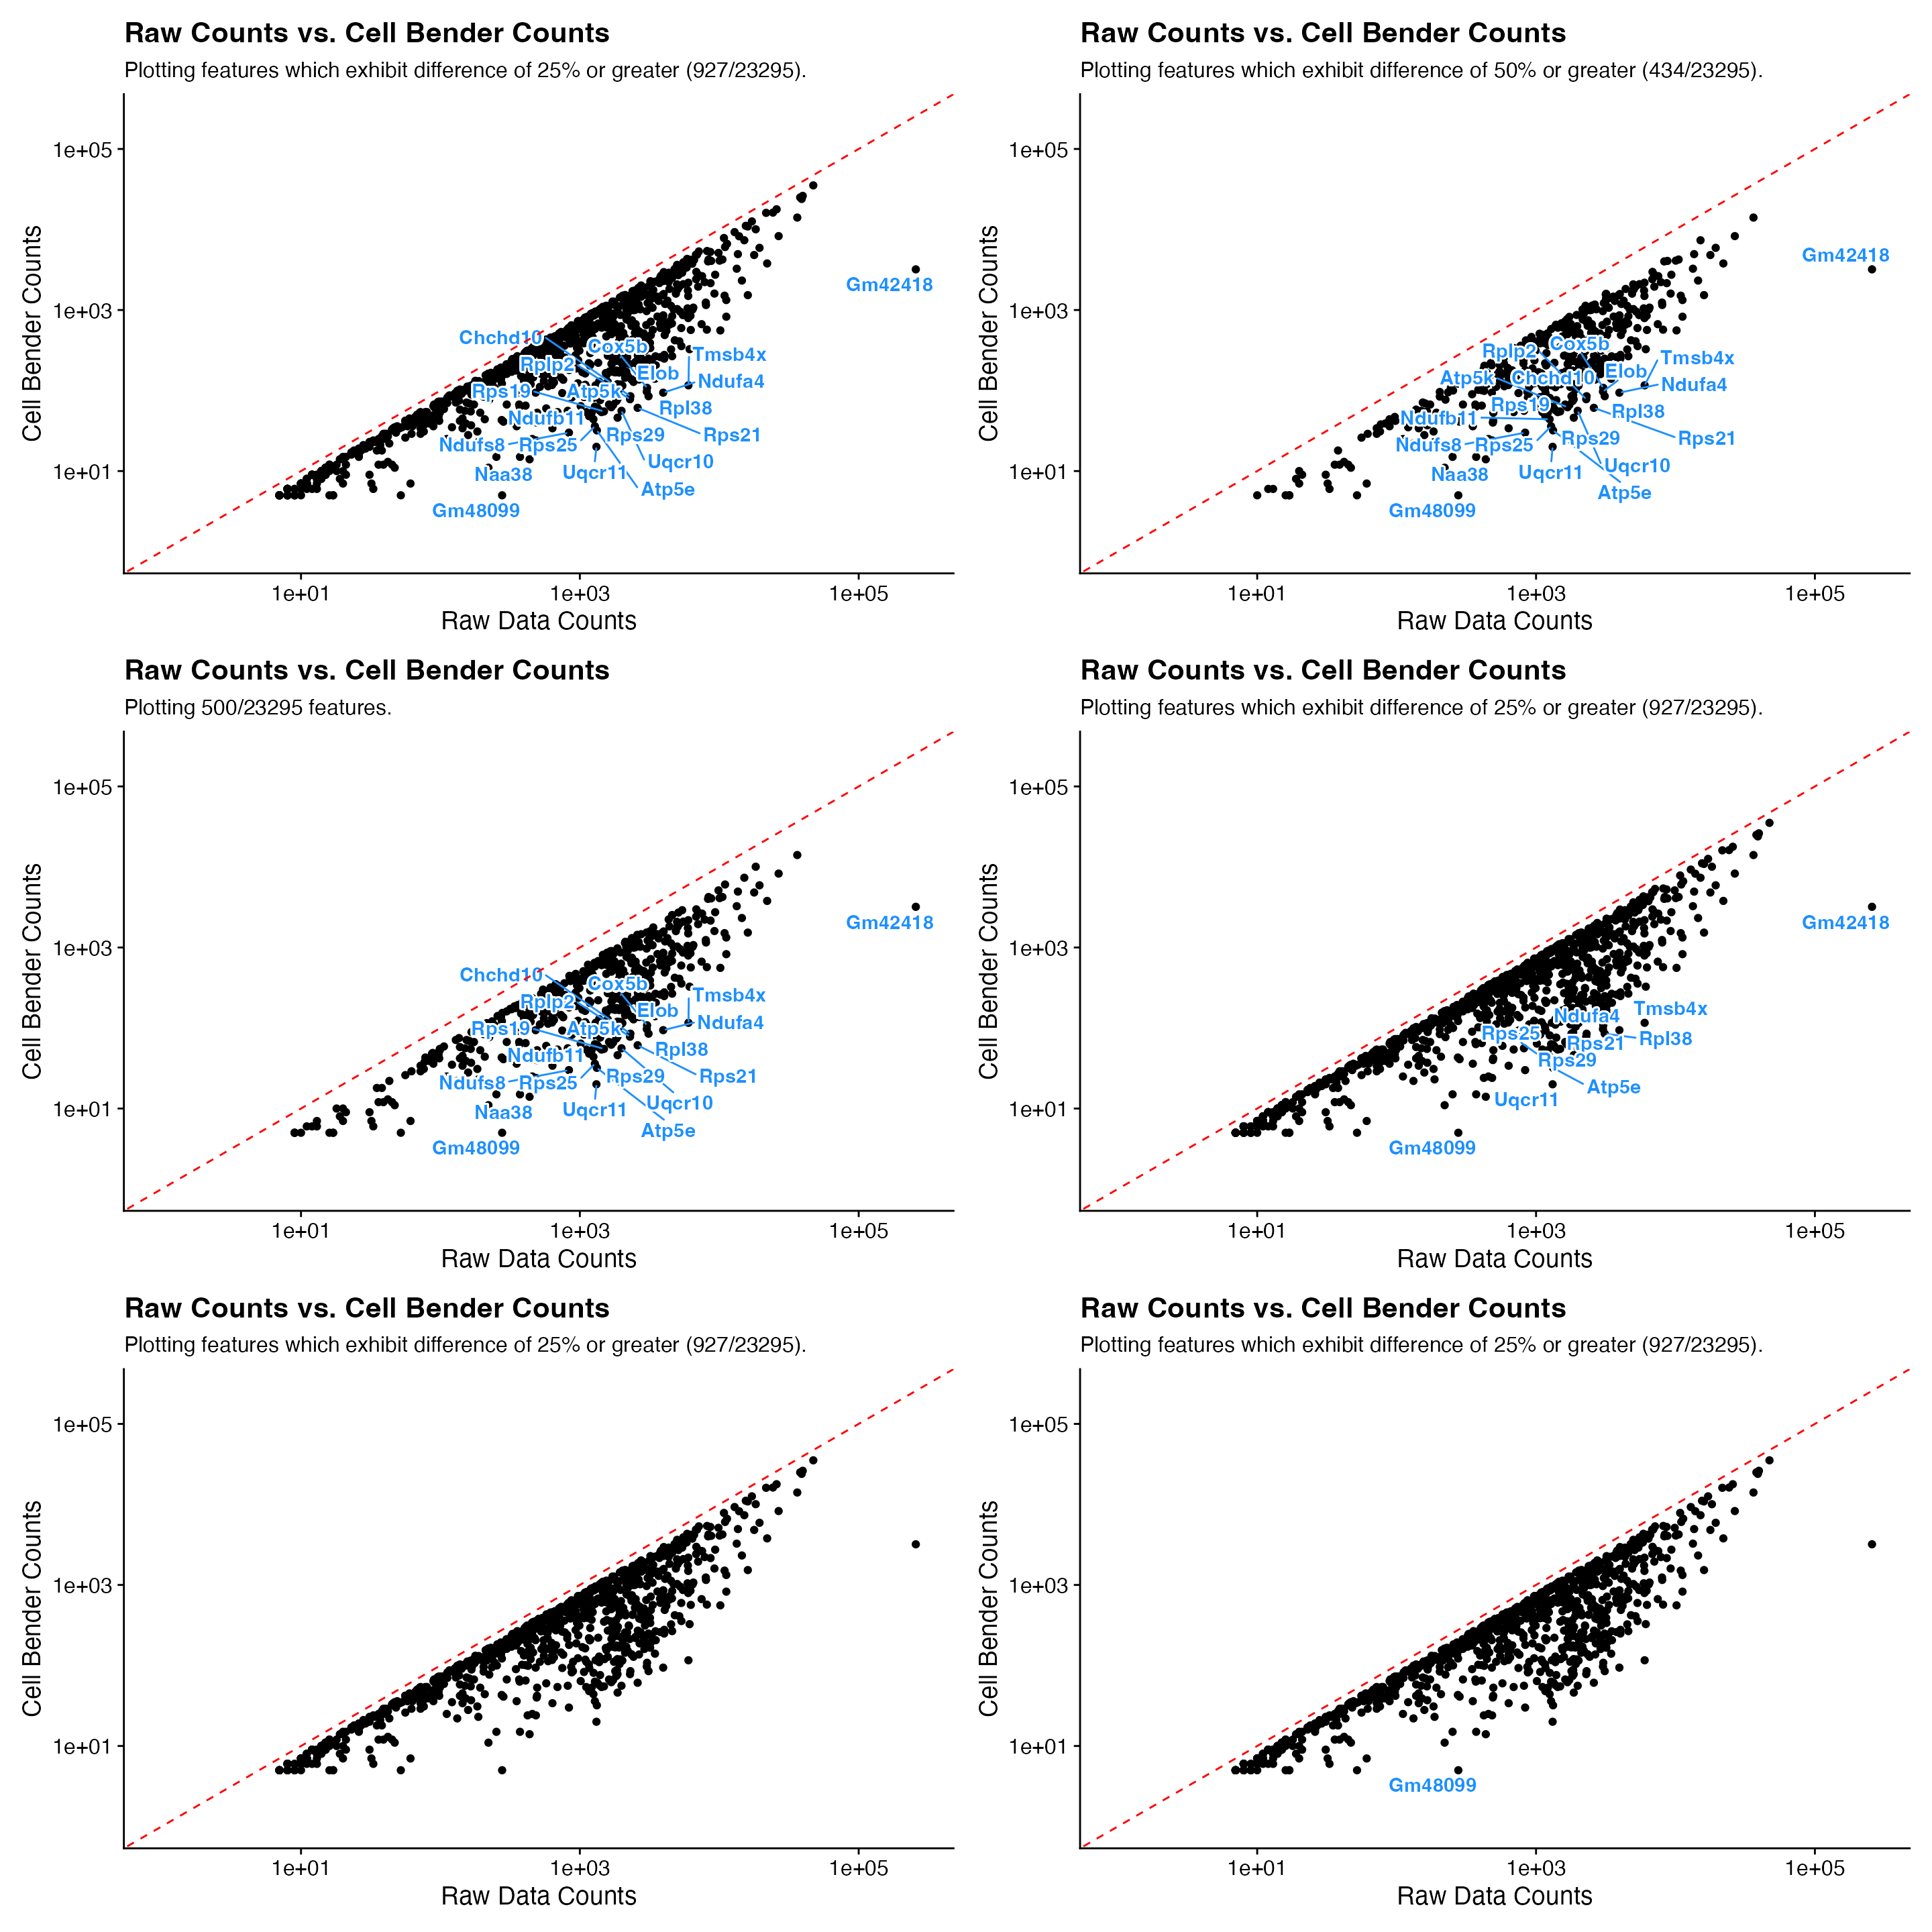 Raw Counts vs. Cell Bender Counts
Plotting features which exhibit difference of 25% or greater (927/23295).
Cell Bender Counts
1e+05
1e+03
1e+01
Gm42418
Chchd10
Cox5b
Tmsb4x
Rplp2
Elob
Ndufa4
Rps19
Atp5k
Rpl38
Ndufb11
Rps29
Rps21
Ndufs8
Rps25
Uqcr10
Naa38
Uqcr11
Atp5e
Gm48099
1e+01
1e+03
1e+05
Raw Data Counts
Raw Counts vs. Cell Bender Counts
Plotting features which exhibit difference of 50% or greater (434/23295).
Cell Bender Counts
1e+05
1e+03
1e+01
Gm42418
Rplp2
Cox5b
Tmsb4x
Atp5k
Chchd10
Elob
Ndufa4
Ndufb11
Rps19
Rpl38
Ndufs8
Rps25
Rps29
Rps21
Naa38
Uqcr11
Uqcr10
Atp5e
Gm48099
1e+01
1e+03
1e+05
Raw Data Counts
Raw Counts vs. Cell Bender Counts
Plotting 500/23295 features.
Cell Bender Counts
1e+05
1e+03
1e+01
Gm42418
Chchd10
Cox5b
Tmsb4x
Rplp2
Elob
Ndufa4
Rps19
Atp5k
Rpl38
Ndufb11
Rps29
Rps21
Ndufs8
Rps25
Uqcr10
Naa38
Uqcr11
Atp5e
Gm48099
1e+01
1e+03
1e+05
Raw Data Counts
Raw Counts vs. Cell Bender Counts
Plotting features which exhibit difference of 25% or greater (927/23295).
Cell Bender Counts
1e+05
1e+03
1e+01
Gm42418
Tmsb4x
Ndufa4
Rps25
Rps21
Rpl38
Rps29
Atp5e
Uqcr11
Gm48099
1e+01
1e+03
1e+05
Raw Data Counts
Raw Counts vs. Cell Bender Counts
Plotting features which exhibit difference of 25% or greater (927/23295).
Cell Bender Counts
1e+05
1e+03
1e+01
1e+01
1e+03
1e+05
Raw Data Counts
Raw Counts vs. Cell Bender Counts
Plotting features which exhibit difference of 25% or greater (927/23295).
Cell Bender Counts
1e+05
1e+03
1e+01
Gm48099
1e+01
1e+03
1e+05
Raw Data Counts